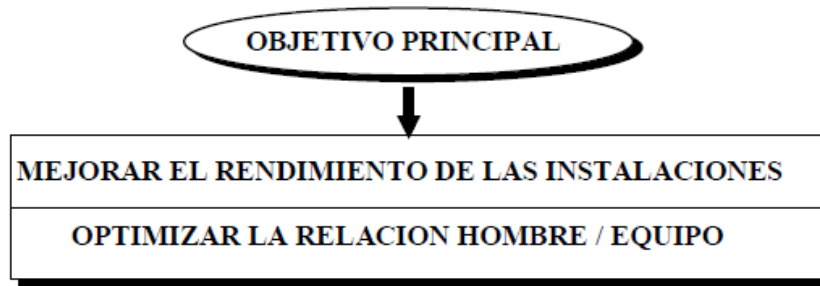 OBJETIVO PRINCIPAL
MEJORAR EL RENDIMIENTO DE LAS INSTALACIONES
OPTIMIZAR LA RELACION HOMBRE / EQUIPO